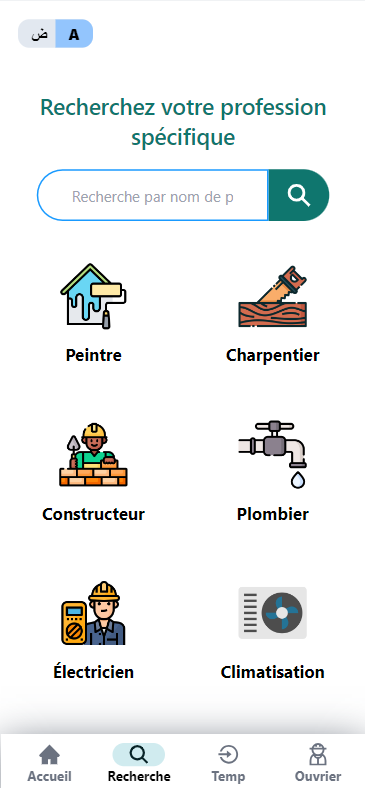 ض A
Recherchez votre profession
spécifique
Recherche par nom de p
Peintre Charpentier
Constructeur Plombier
Électricien Climatisation
Accueil Recherche Temp Ouvrier